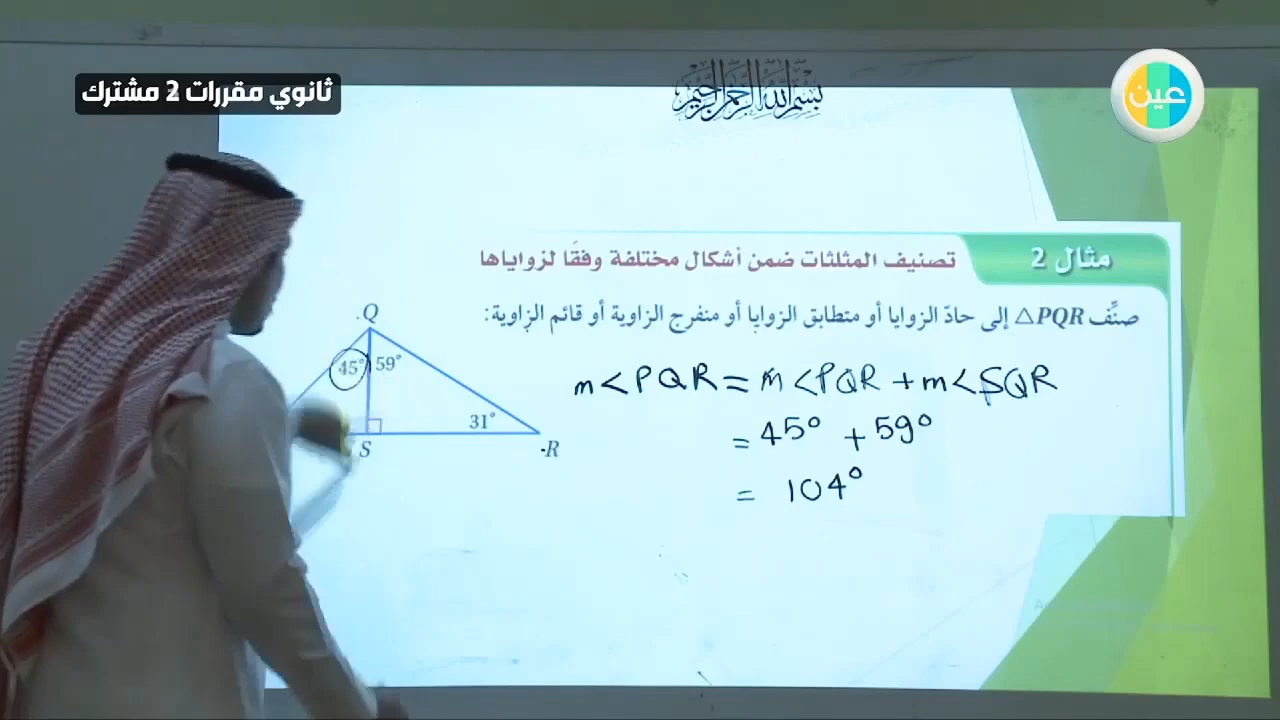 ثانوي مقررات 2 مشترك
عين
بسم الله الرحمن الرحيم
مثال 2
تصنيف المثلثات ضمن أشكال مختلفة وفقًا لزواياها
صنِّف △PQR إلى حادّ الزوايا أو متطابق الزوايا أو منفرج الزاوية أو قائم الزاوية:
Q
45° 59°
31°
S
R
m<PQR = m<PQR + m<SQR
= 45° + 59°
= 104°